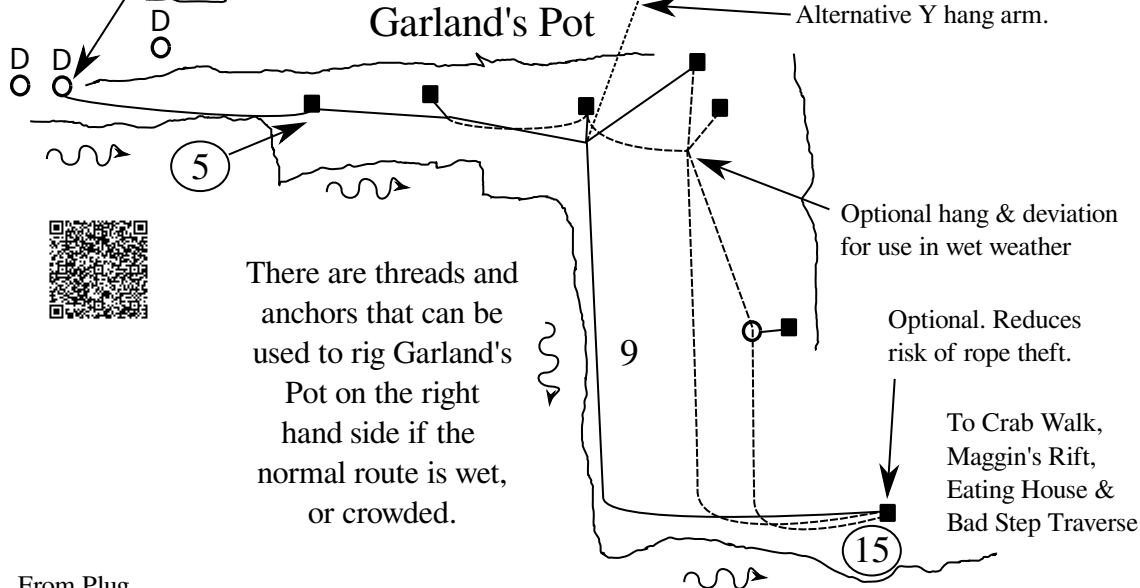 Garland's Pot
Alternative Y hang arm.
D
D
D
5
Optional hang & deviation
for use in wet weather
There are threads and
anchors that can be
used to rig Garland's
Pot on the right
hand side if the
normal route is wet,
or crowded.
9
Optional. Reduces
risk of rope theft.
To Crab Walk,
Maggin's Rift,
Eating House &
Bad Step Traverse
15
From Plug